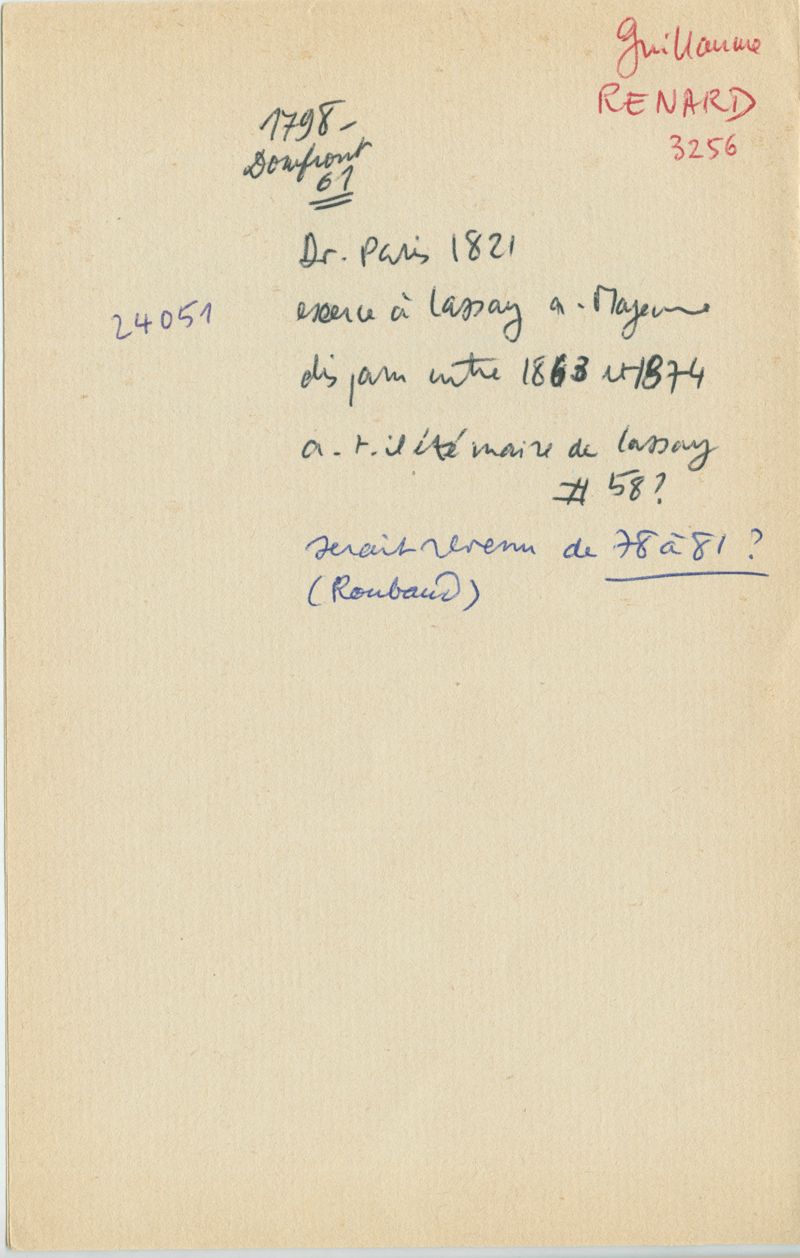 Guillaume
RENARD
3256
1798-
Domfront
61
Dr. Paris 1821
24051
exerce à Lassay a. Mayenne
disparu entre 1863 et 1874
a-t-il été maire de Lassay
# 58?
serait revenu de 78 à 81 ?
(Roubaud)